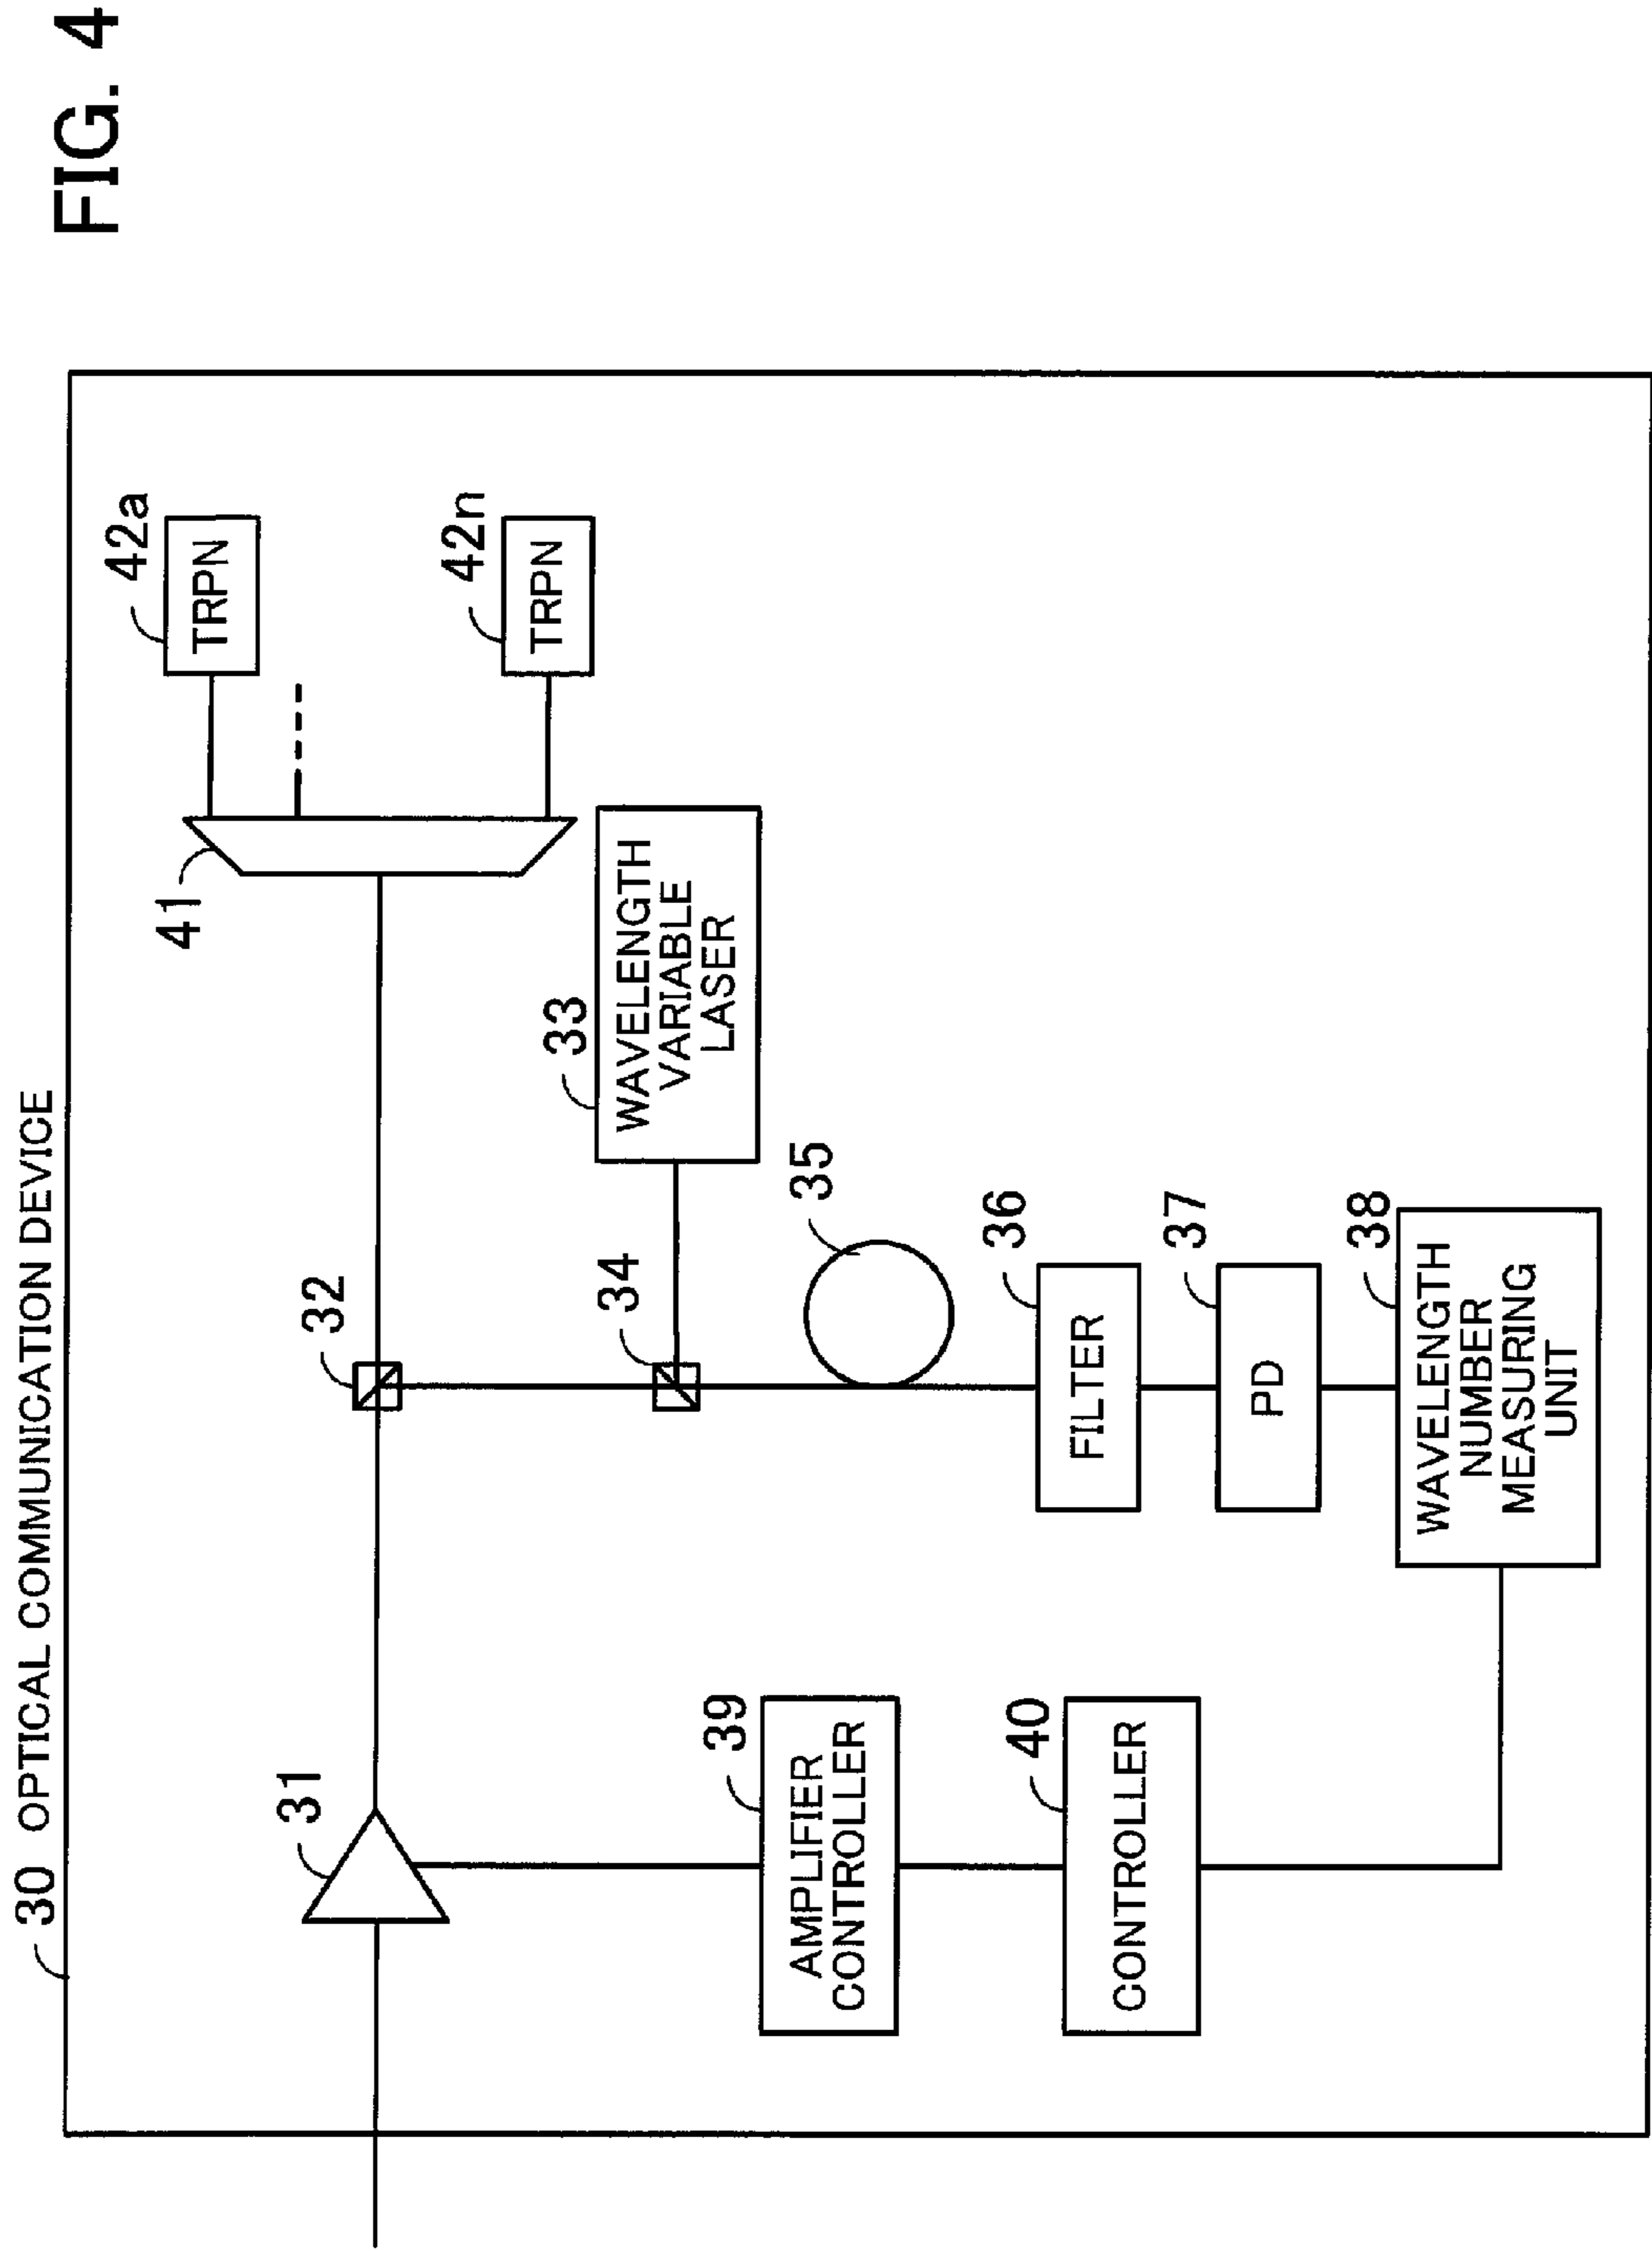 FIG. 4
30 OPTICAL COMMUNICATION DEVICE
31
32
41
42a
TRPN
42n
TRPN
33
WAVELENGTH
VARIABLE
LASER
34
35
36
FILTER
37
PD
38
WAVELENGTH
NUMBER
MEASURING
UNIT
39
AMPLIFIER
CONTROLLER
40
CONTROLLER